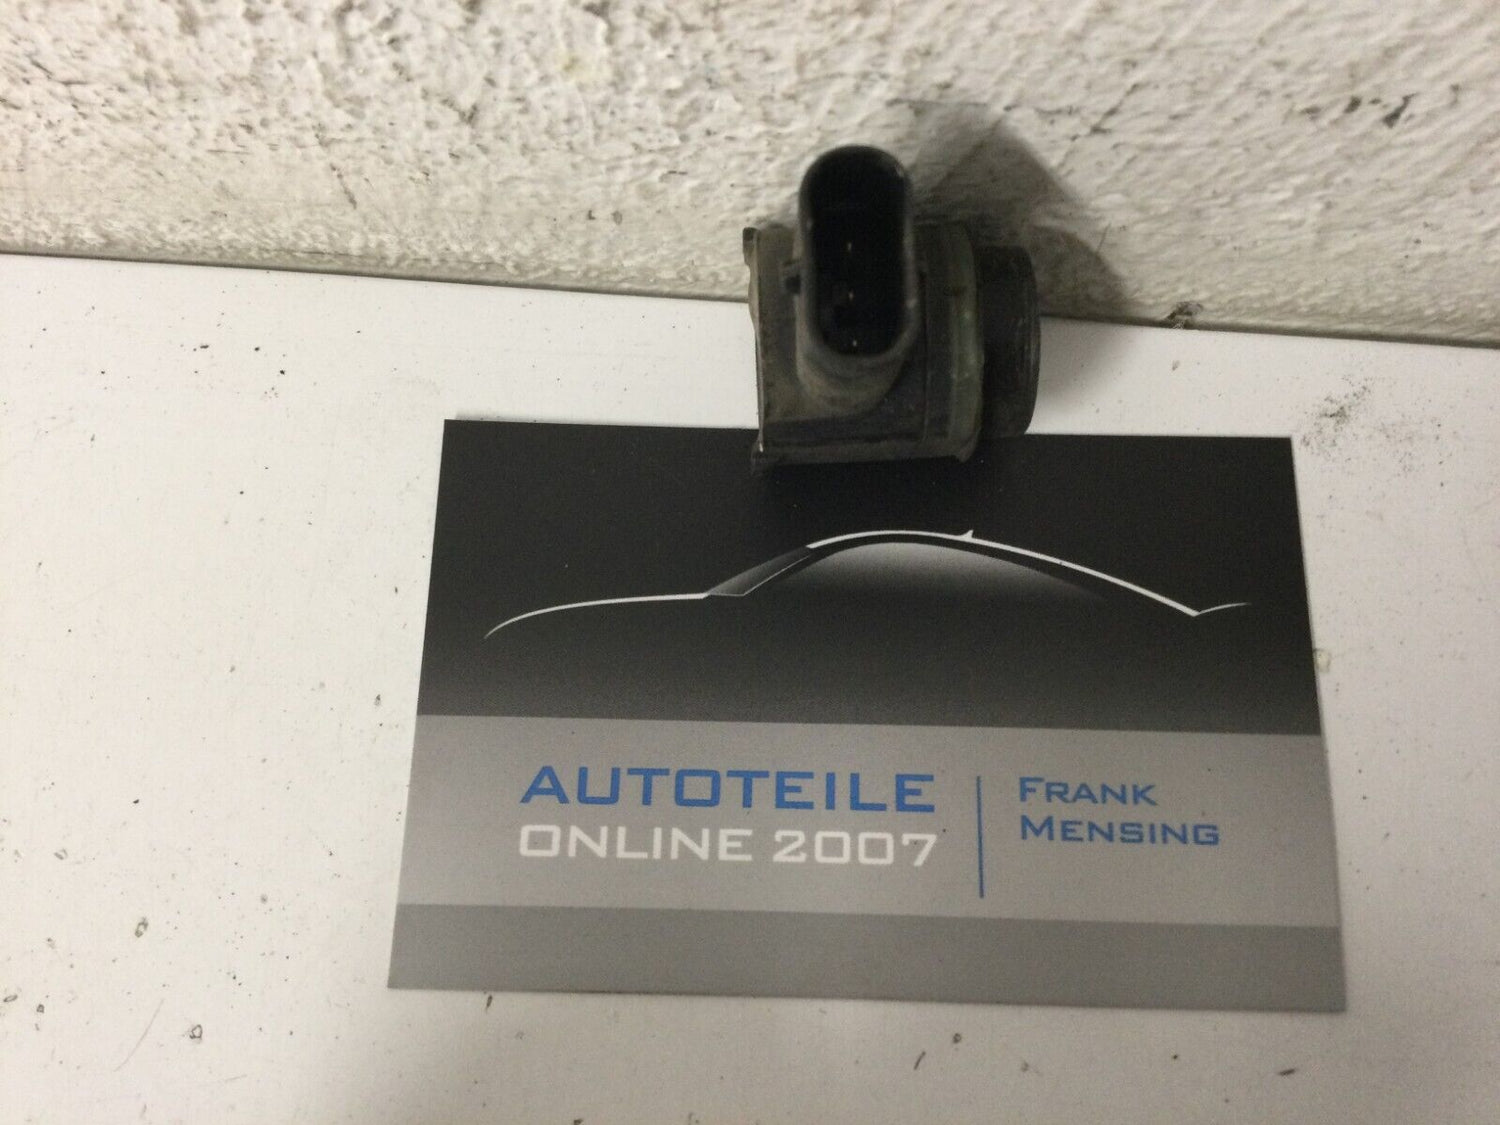 AUTOTEILE
ONLINE 2007
FRANK
MENSING